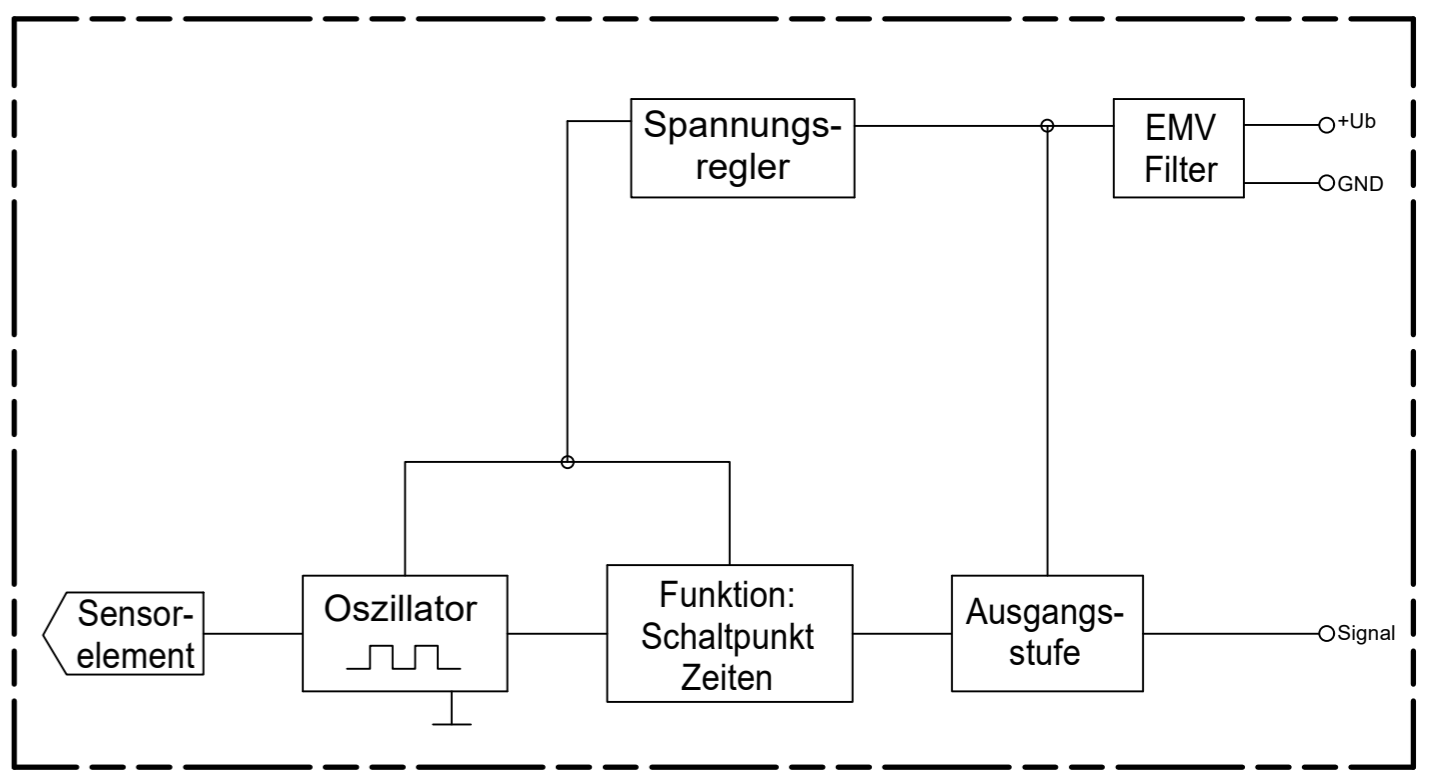 Spannungs-
regler
EMV
Filter
+Ub
GND
Sensor-
element
Oszillator
Funktion:
Schaltpunkt
Zeiten
Ausgangs-
stufe
Signal